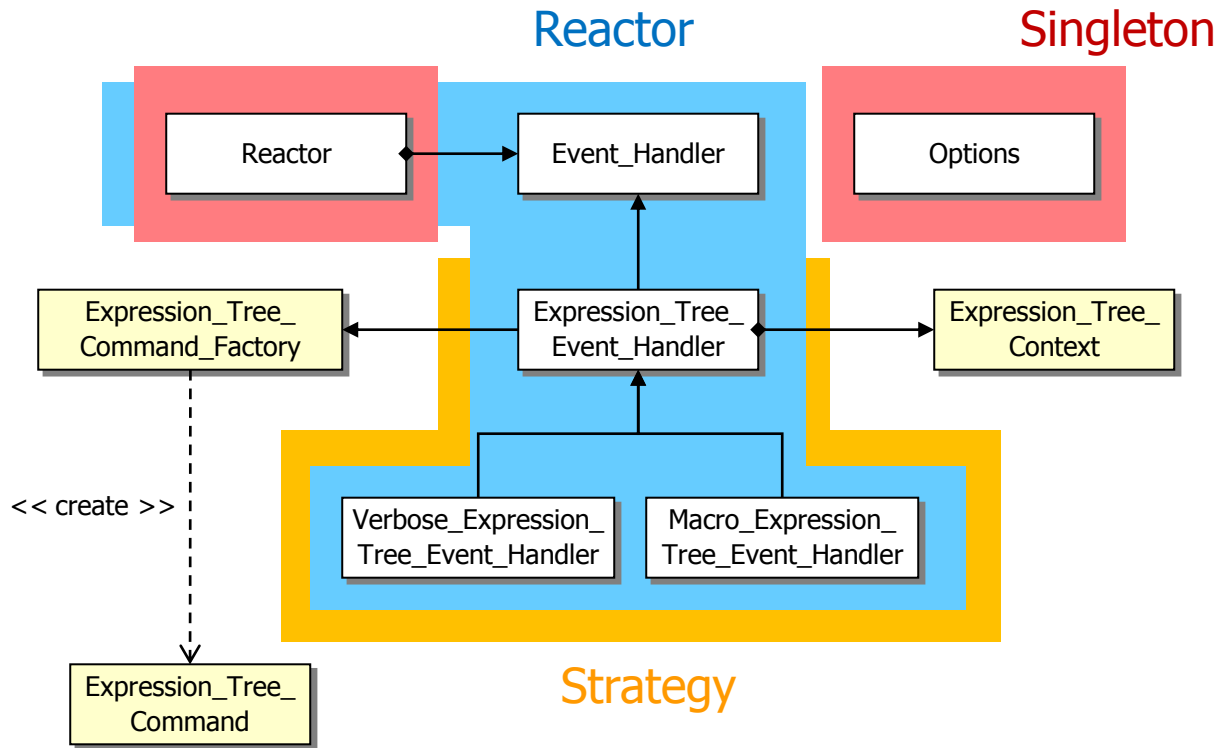 Reactor
Singleton
Reactor
Event_Handler
Options
Expression_Tree_
Command_Factory
Expression_Tree_
Event_Handler
Expression_Tree_
Context
<< create >>
Verbose_Expression_
Tree_Event_Handler
Macro_Expression_
Tree_Event_Handler
Expression_Tree_
Command
Strategy